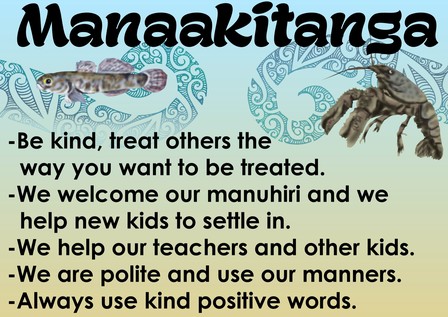 Manaakitanga
-Be kind, treat others the
way you want to be treated.
-We welcome our manuhiri and we
help new kids to settle in.
-We help our teachers and other kids.
-We are polite and use our manners.
-Always use kind positive words.